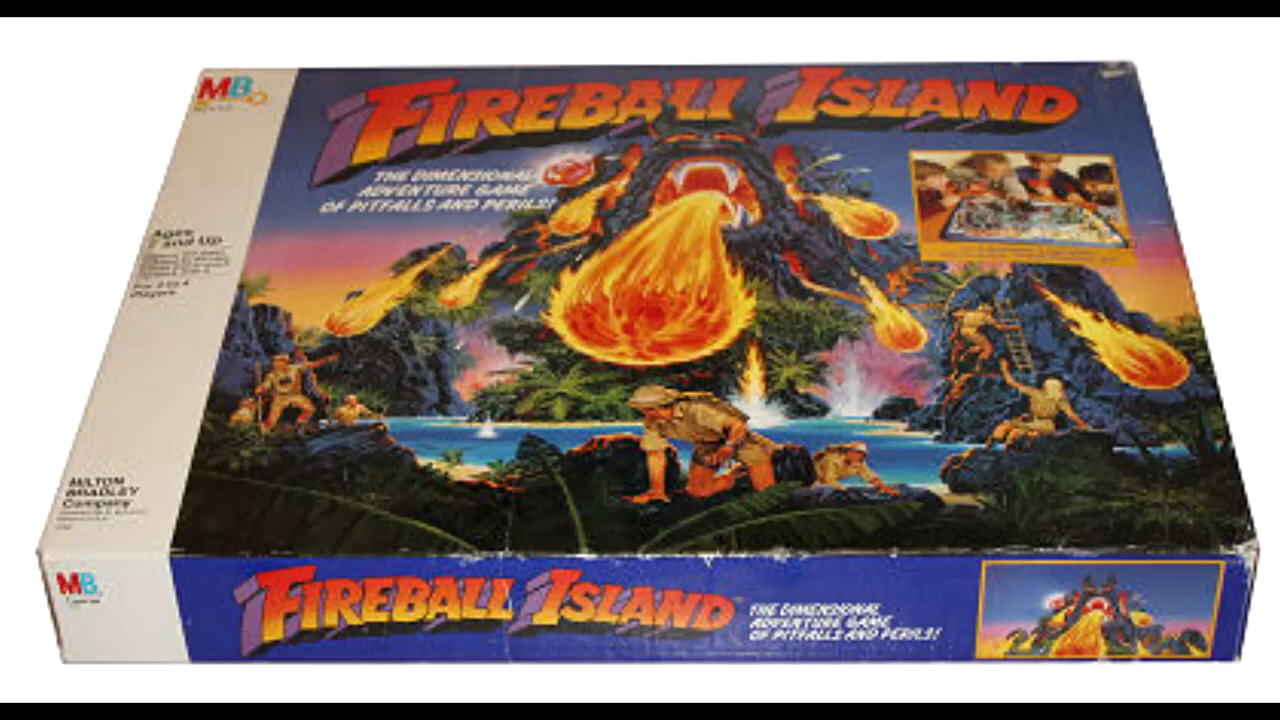 MB
FIREBALL ISLAND
THE DIMENSIONAL
ADVENTURE GAME
OF PITFALLS AND PERILS!
Ages
7 and Up
For 2 to 4
Players
MILTON
BRADLEY
Company
MB
FIREBALL ISLAND
THE DIMENSIONAL
ADVENTURE GAME
OF PITFALLS AND PERILS!